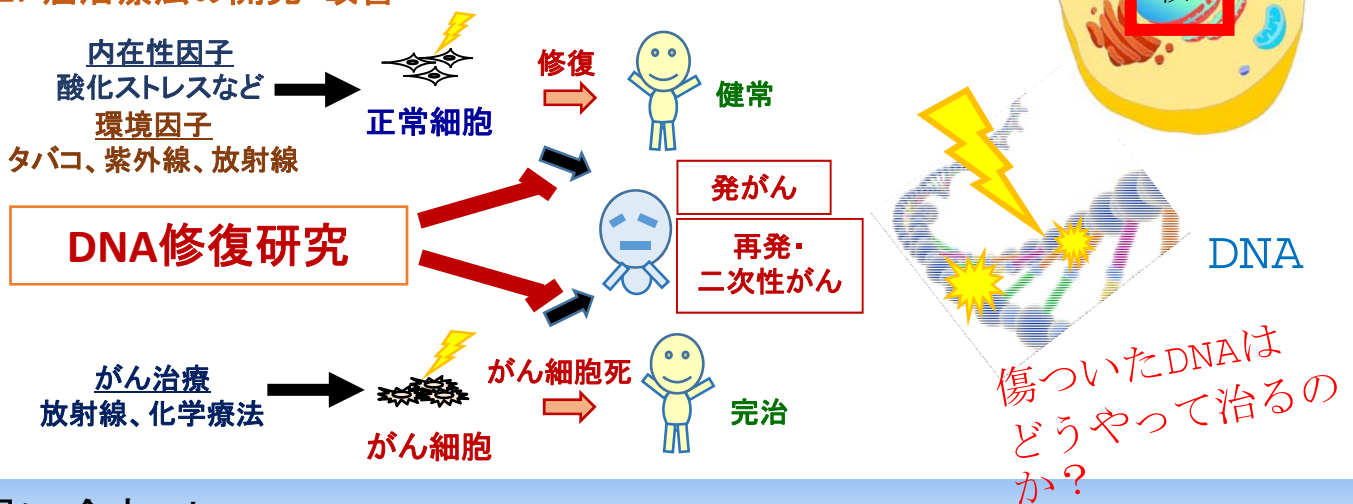 内在性因子
酸化ストレスなど
環境因子
タバコ、紫外線、放射線
正常細胞
修復
健常
DNA修復研究
発がん
再発・
二次性がん
がん治療
放射線、化学療法
がん細胞
がん細胞死
完治
DNA
傷ついたDNAは
どうやって治るの
か？